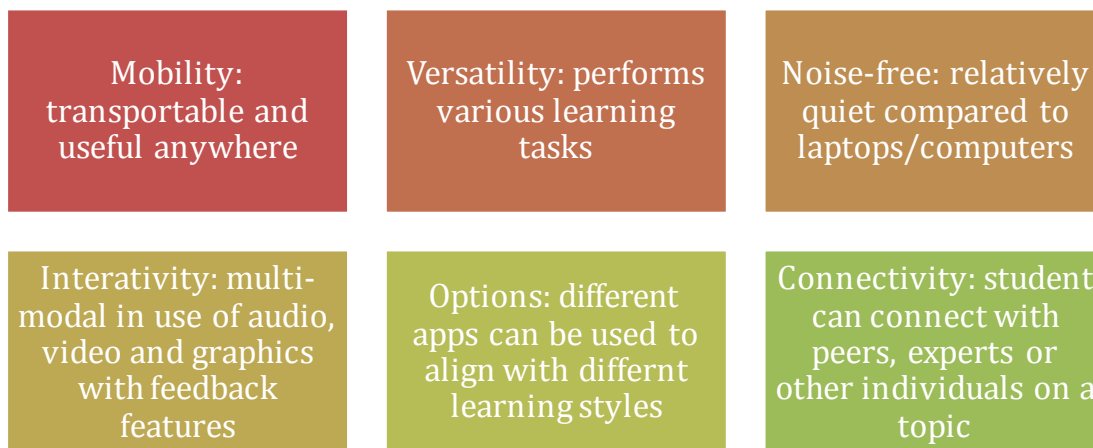 Mobility:
transportable and
useful anywhere
Versatility: performs
various learning
tasks
Noise-free: relatively
quiet compared to
laptops/computers
Interativity: multi-
modal in use of audio,
video and graphics
with feedback
features
Options: different
apps can be used to
align with differnt
learning styles
Connectivity: student
can connect with
peers, experts or
other individuals on a
topic